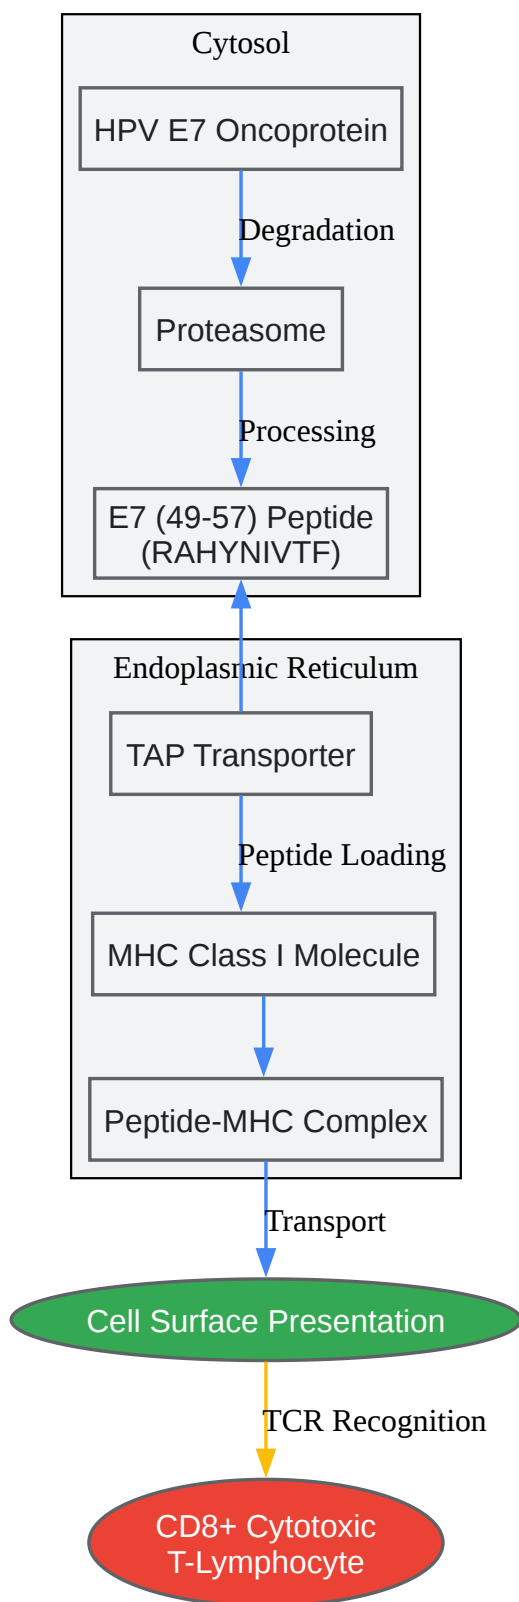 Cytosol
HPV E7 Oncoprotein
Degradation
Proteasome
Processing
E7 (49-57) Peptide
(RAHYNIVTF)
Endoplasmic Reticulum
TAP Transporter
Peptide Loading
MHC Class I Molecule
Peptide-MHC Complex
Transport
Cell Surface Presentation
TCR Recognition
CD8+ Cytotoxic
T-Lymphocyte